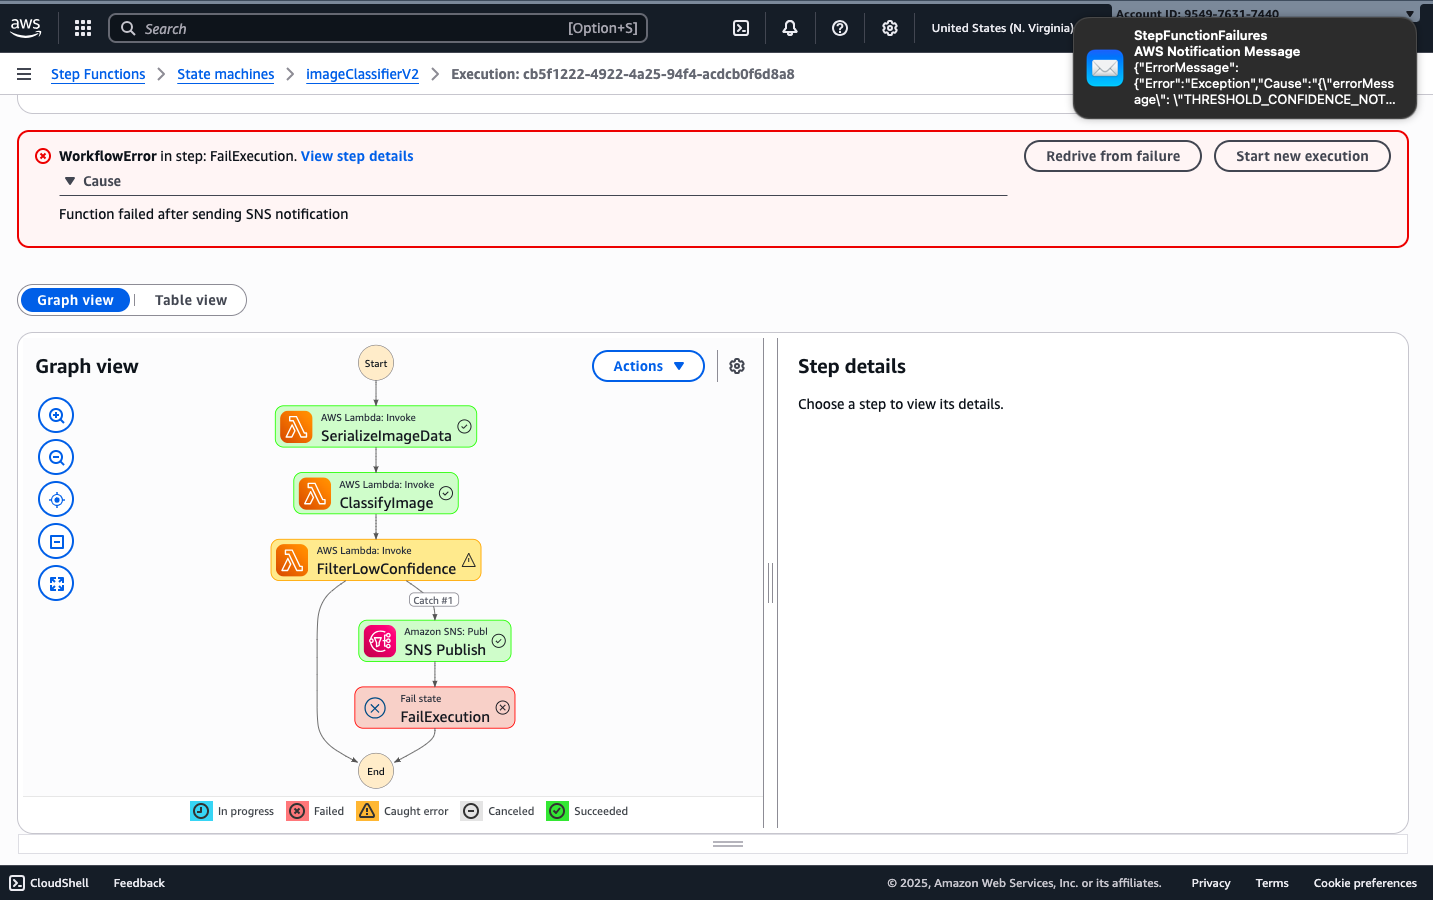 aws
Search
[Option+S]
United States (N. Virginia)
Account ID: 9549-7631-7440
StepFunctionFailures
AWS Notification Message
{"ErrorMessage":
{"Error":"Exception","Cause":"{\"errorMess
age\": \"THRESHOLD_CONFIDENCE_NOT...
Step Functions
State machines
imageClassifierV2
Execution: cb5f1222-4922-4a25-94f4-acdcb0f6d8a8
WorkflowError in step: FailExecution. View step details
Redrive from failure
Start new execution
Cause
Function failed after sending SNS notification
Graph view
Table view
Graph view
Actions
Start
AWS Lambda: Invoke
SerializeImageData
AWS Lambda: Invoke
ClassifyImage
AWS Lambda: Invoke
FilterLowConfidence
Catch #1
Amazon SNS: Publ
SNS Publish
Fail state
FailExecution
End
In progress
Failed
Caught error
Canceled
Succeeded
Step details
Choose a step to view its details.
CloudShell
Feedback
© 2025, Amazon Web Services, Inc. or its affiliates.
Privacy
Terms
Cookie preferences